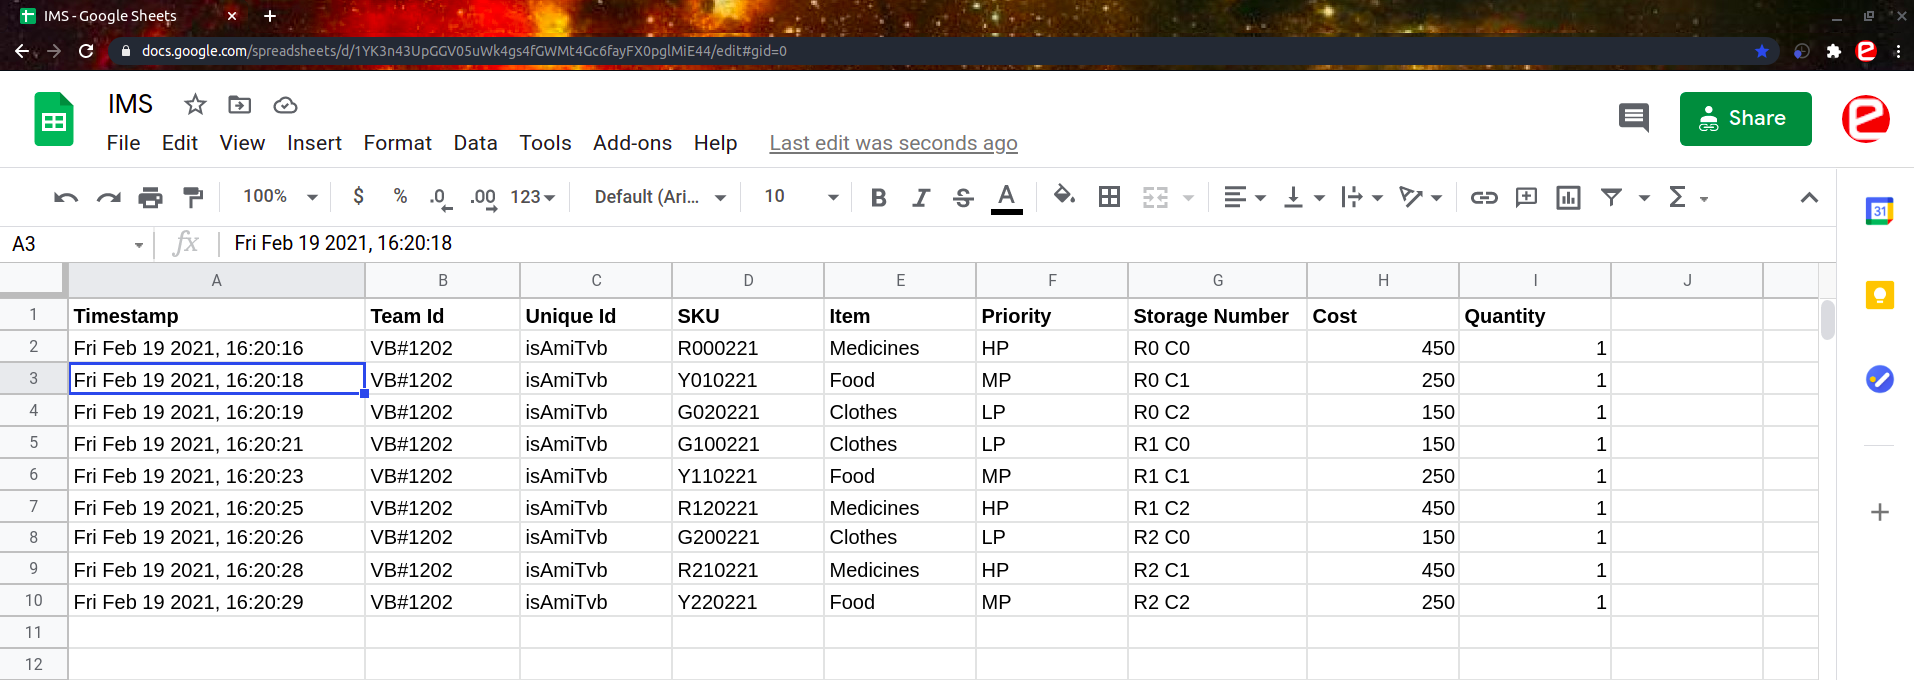 IMS - Google Sheets
docs.google.com/spreadsheets/d/1YK3n43UpGGV05uWk4gs4fGWMt4Gc6fayFX0pglMiE44/edit#gid=0
IMS
File Edit View Insert Format Data Tools Add-ons Help Last edit was seconds ago
Share
100% $ % .0 .00 123 Default (Ari... 10 B I S A Σ
31
A3 fx Fri Feb 19 2021, 16:20:18
A B C D E F G H I J
1 Timestamp Team Id Unique Id SKU Item Priority Storage Number Cost Quantity
2 Fri Feb 19 2021, 16:20:16 VB#1202 isAmiTvb R000221 Medicines HP R0 C0 450 1
3 Fri Feb 19 2021, 16:20:18 VB#1202 isAmiTvb Y010221 Food MP R0 C1 250 1
4 Fri Feb 19 2021, 16:20:19 VB#1202 isAmiTvb G020221 Clothes LP R0 C2 150 1
5 Fri Feb 19 2021, 16:20:21 VB#1202 isAmiTvb G100221 Clothes LP R1 C0 150 1
6 Fri Feb 19 2021, 16:20:23 VB#1202 isAmiTvb Y110221 Food MP R1 C1 250 1
7 Fri Feb 19 2021, 16:20:25 VB#1202 isAmiTvb R120221 Medicines HP R1 C2 450 1
8 Fri Feb 19 2021, 16:20:26 VB#1202 isAmiTvb G200221 Clothes LP R2 C0 150 1
9 Fri Feb 19 2021, 16:20:28 VB#1202 isAmiTvb R210221 Medicines HP R2 C1 450 1
10 Fri Feb 19 2021, 16:20:29 VB#1202 isAmiTvb Y220221 Food MP R2 C2 250 1
11
12